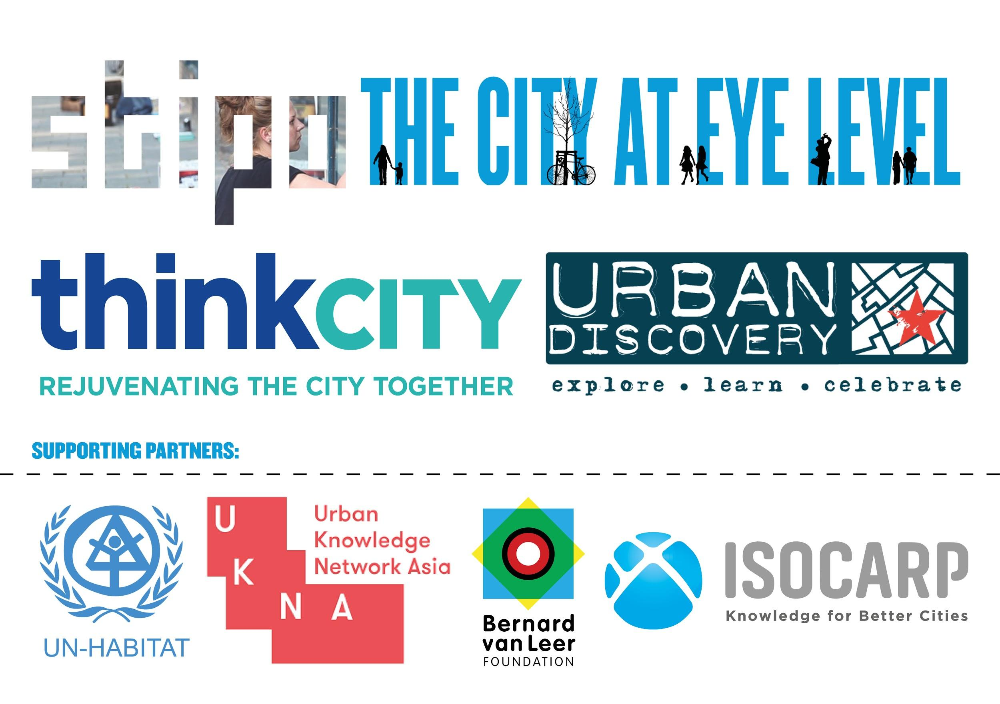 stipo THE CITY AT EYE LEVEL
thinkCITY
REJUVENATING THE CITY TOGETHER
URBAN
DISCOVERY
explore • learn • celebrate
SUPPORTING PARTNERS:
UN-HABITAT
U
K
N A
Urban
Knowledge
Network Asia
Bernard
van Leer
FOUNDATION
ISOCARP
Knowledge for Better Cities